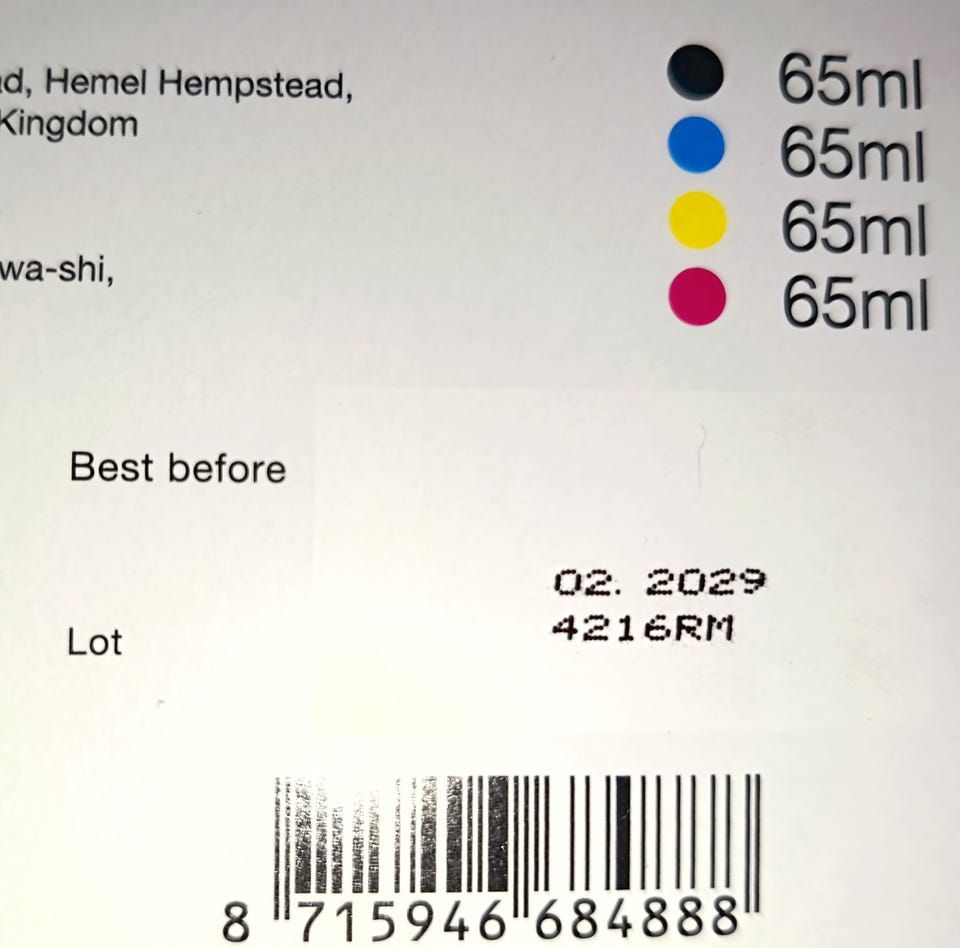 Hemel Hempstead,
Kingdom
wa-shi,
65ml
65ml
65ml
65ml
Best before
02. 2029
Lot
4216RM
8 715946 684888